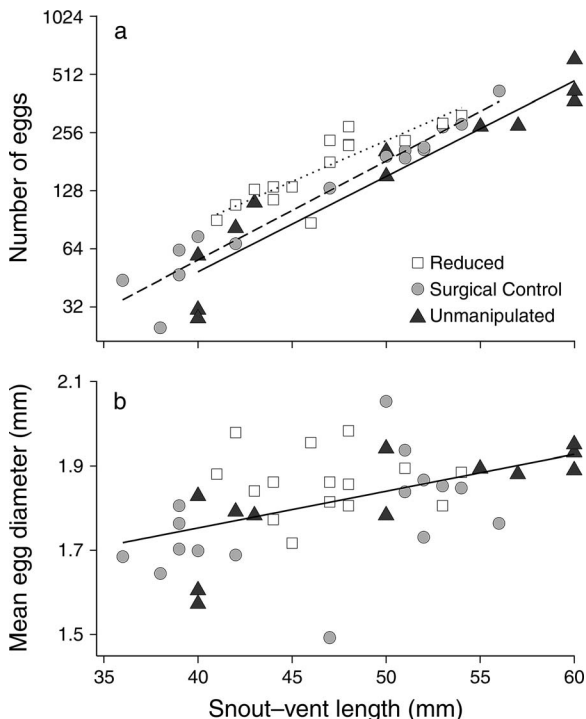 a
1024
512
256
128
64
32
Number of eggs
Reduced
Surgical Control
Unmanipulated
b
2.1
1.9
1.7
1.5
Mean egg diameter (mm)
35 40 45 50 55 60
Snout–vent length (mm)